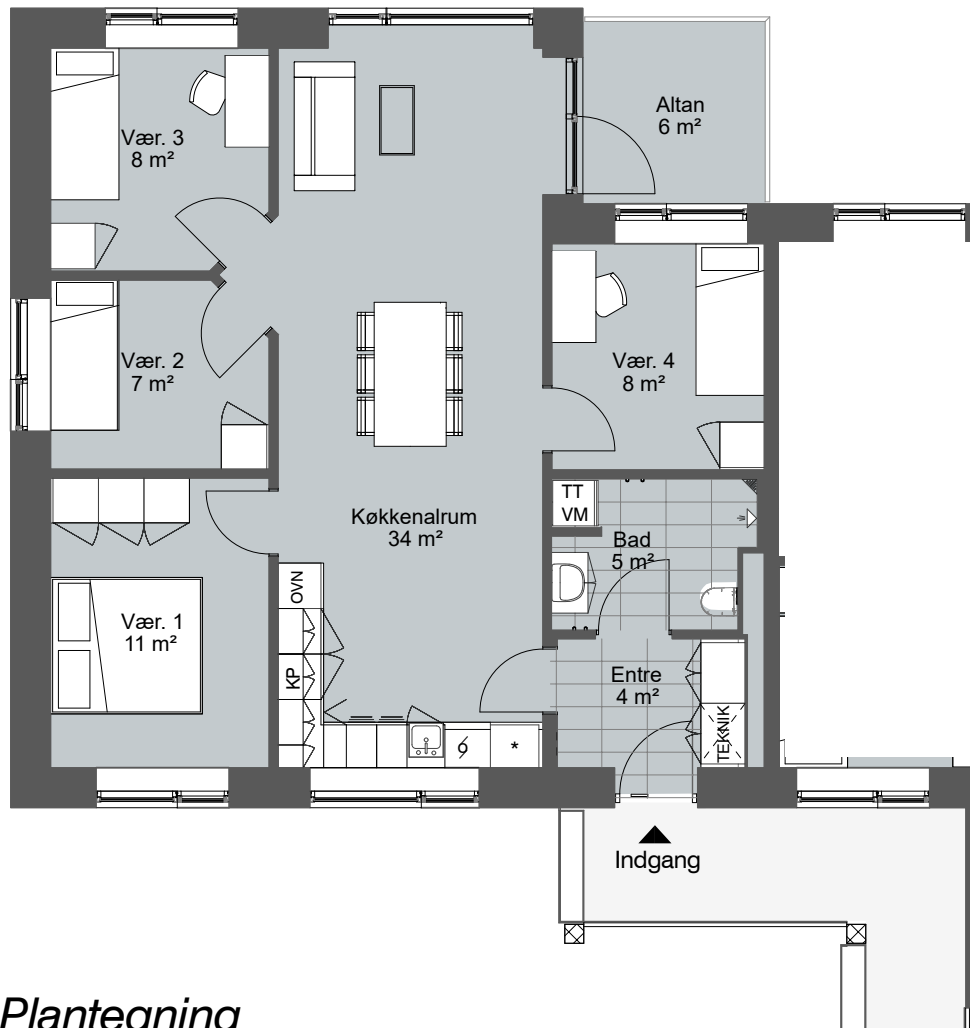 Altan
6 m²
Vær. 3
8 m²
Vær. 2
7 m²
Vær. 4
8 m²
TT
VM
Køkkenalrum
34 m²
Bad
5 m²
OVN
Vær. 1
11 m²
KP
Entre
4 m²
TEKNIK
*
Indgang
Plantegning